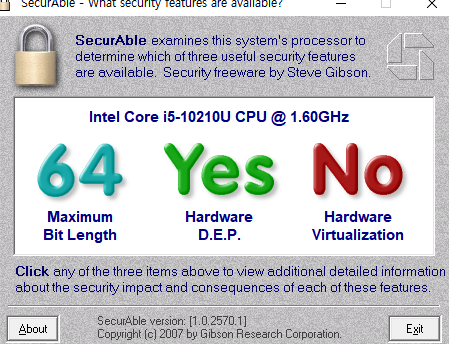 SecurAble - What security features are available?
SecurAble examines this system's processor to
determine which of three useful security features
are available. Security freeware by Steve Gibson.
Intel Core i5-10210U CPU @ 1.60GHz
64 Yes No
Maximum Bit Length
Hardware D.E.P.
Hardware Virtualization
Click any of the three items above to view additional detailed information
about the security impact and consequences of each of these features.
About
SecurAble version: [1.0.2570.1]
Copyright (c) 2007 by Gibson Research Corporation.
Exit